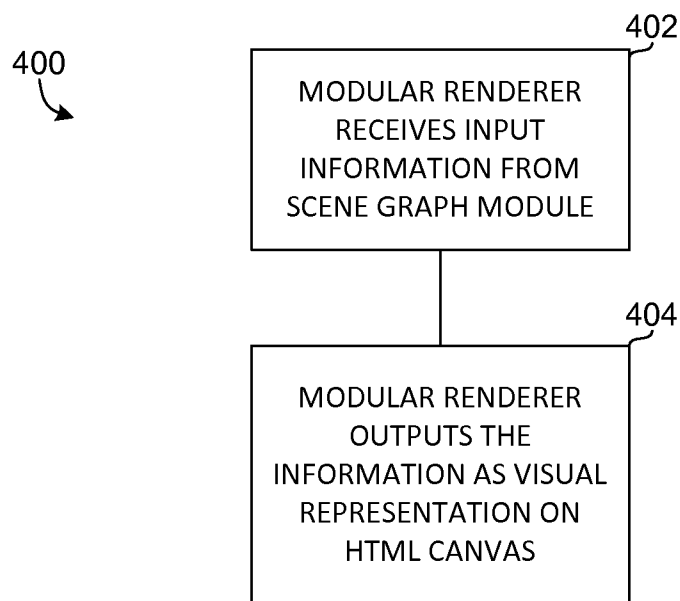 400
402
MODULAR RENDERER
RECEIVES INPUT
INFORMATION FROM
SCENE GRAPH MODULE
404
MODULAR RENDERER
OUTPUTS THE
INFORMATION AS VISUAL
REPRESENTATION ON
HTML CANVAS